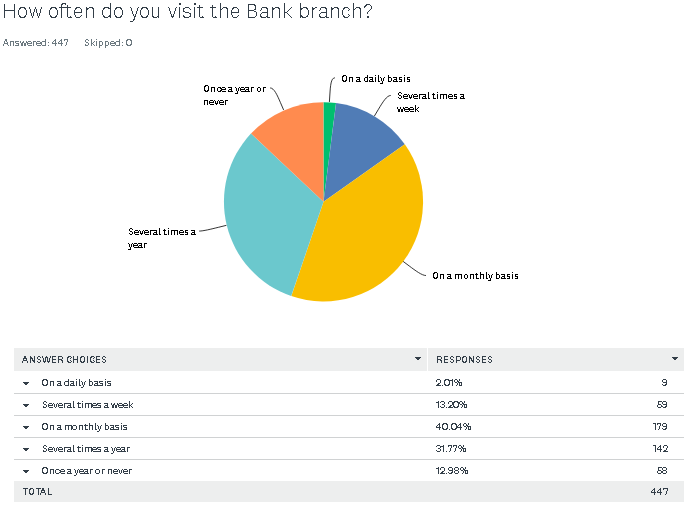 How often do you visit the Bank branch?
Answered: 447 Skipped: 0
On a daily basis
Once a year or
never
Several times a
week
Several times a
year
On a monthly basis
ANSWER CHOICES RESPONSES
On a daily basis 2.01% 9
Several times a week 13.20% 59
On a monthly basis 40.04% 179
Several times a year 31.77% 142
Once a year or never 12.98% 58
TOTAL 447